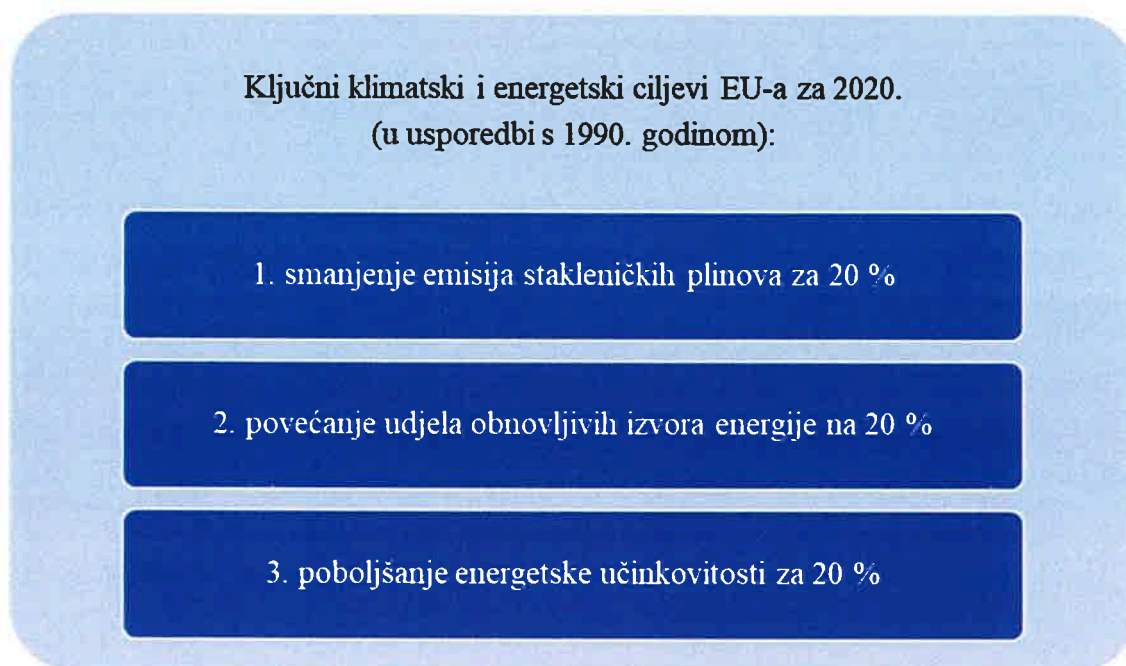 Ključni klimatski i energetski ciljevi EU-a za 2020.
(u usporedbi s 1990. godinom):
1. smanjenje emisija stakleničkih plinova za 20 %
2. povećanje udjela obnovljivih izvora energije na 20 %
3. poboljšanje energetske učinkovitosti za 20 %